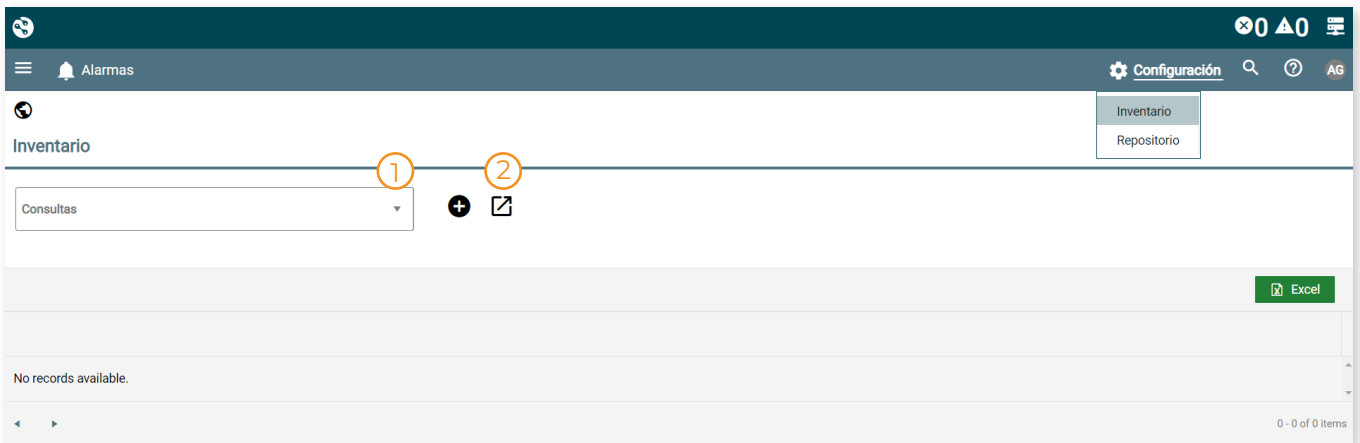 0 0
Alarmas
Configuración
AG
Inventario
Repositorio
Inventario
1
2
Consultas
Excel
No records available.
0 - 0 of 0 items